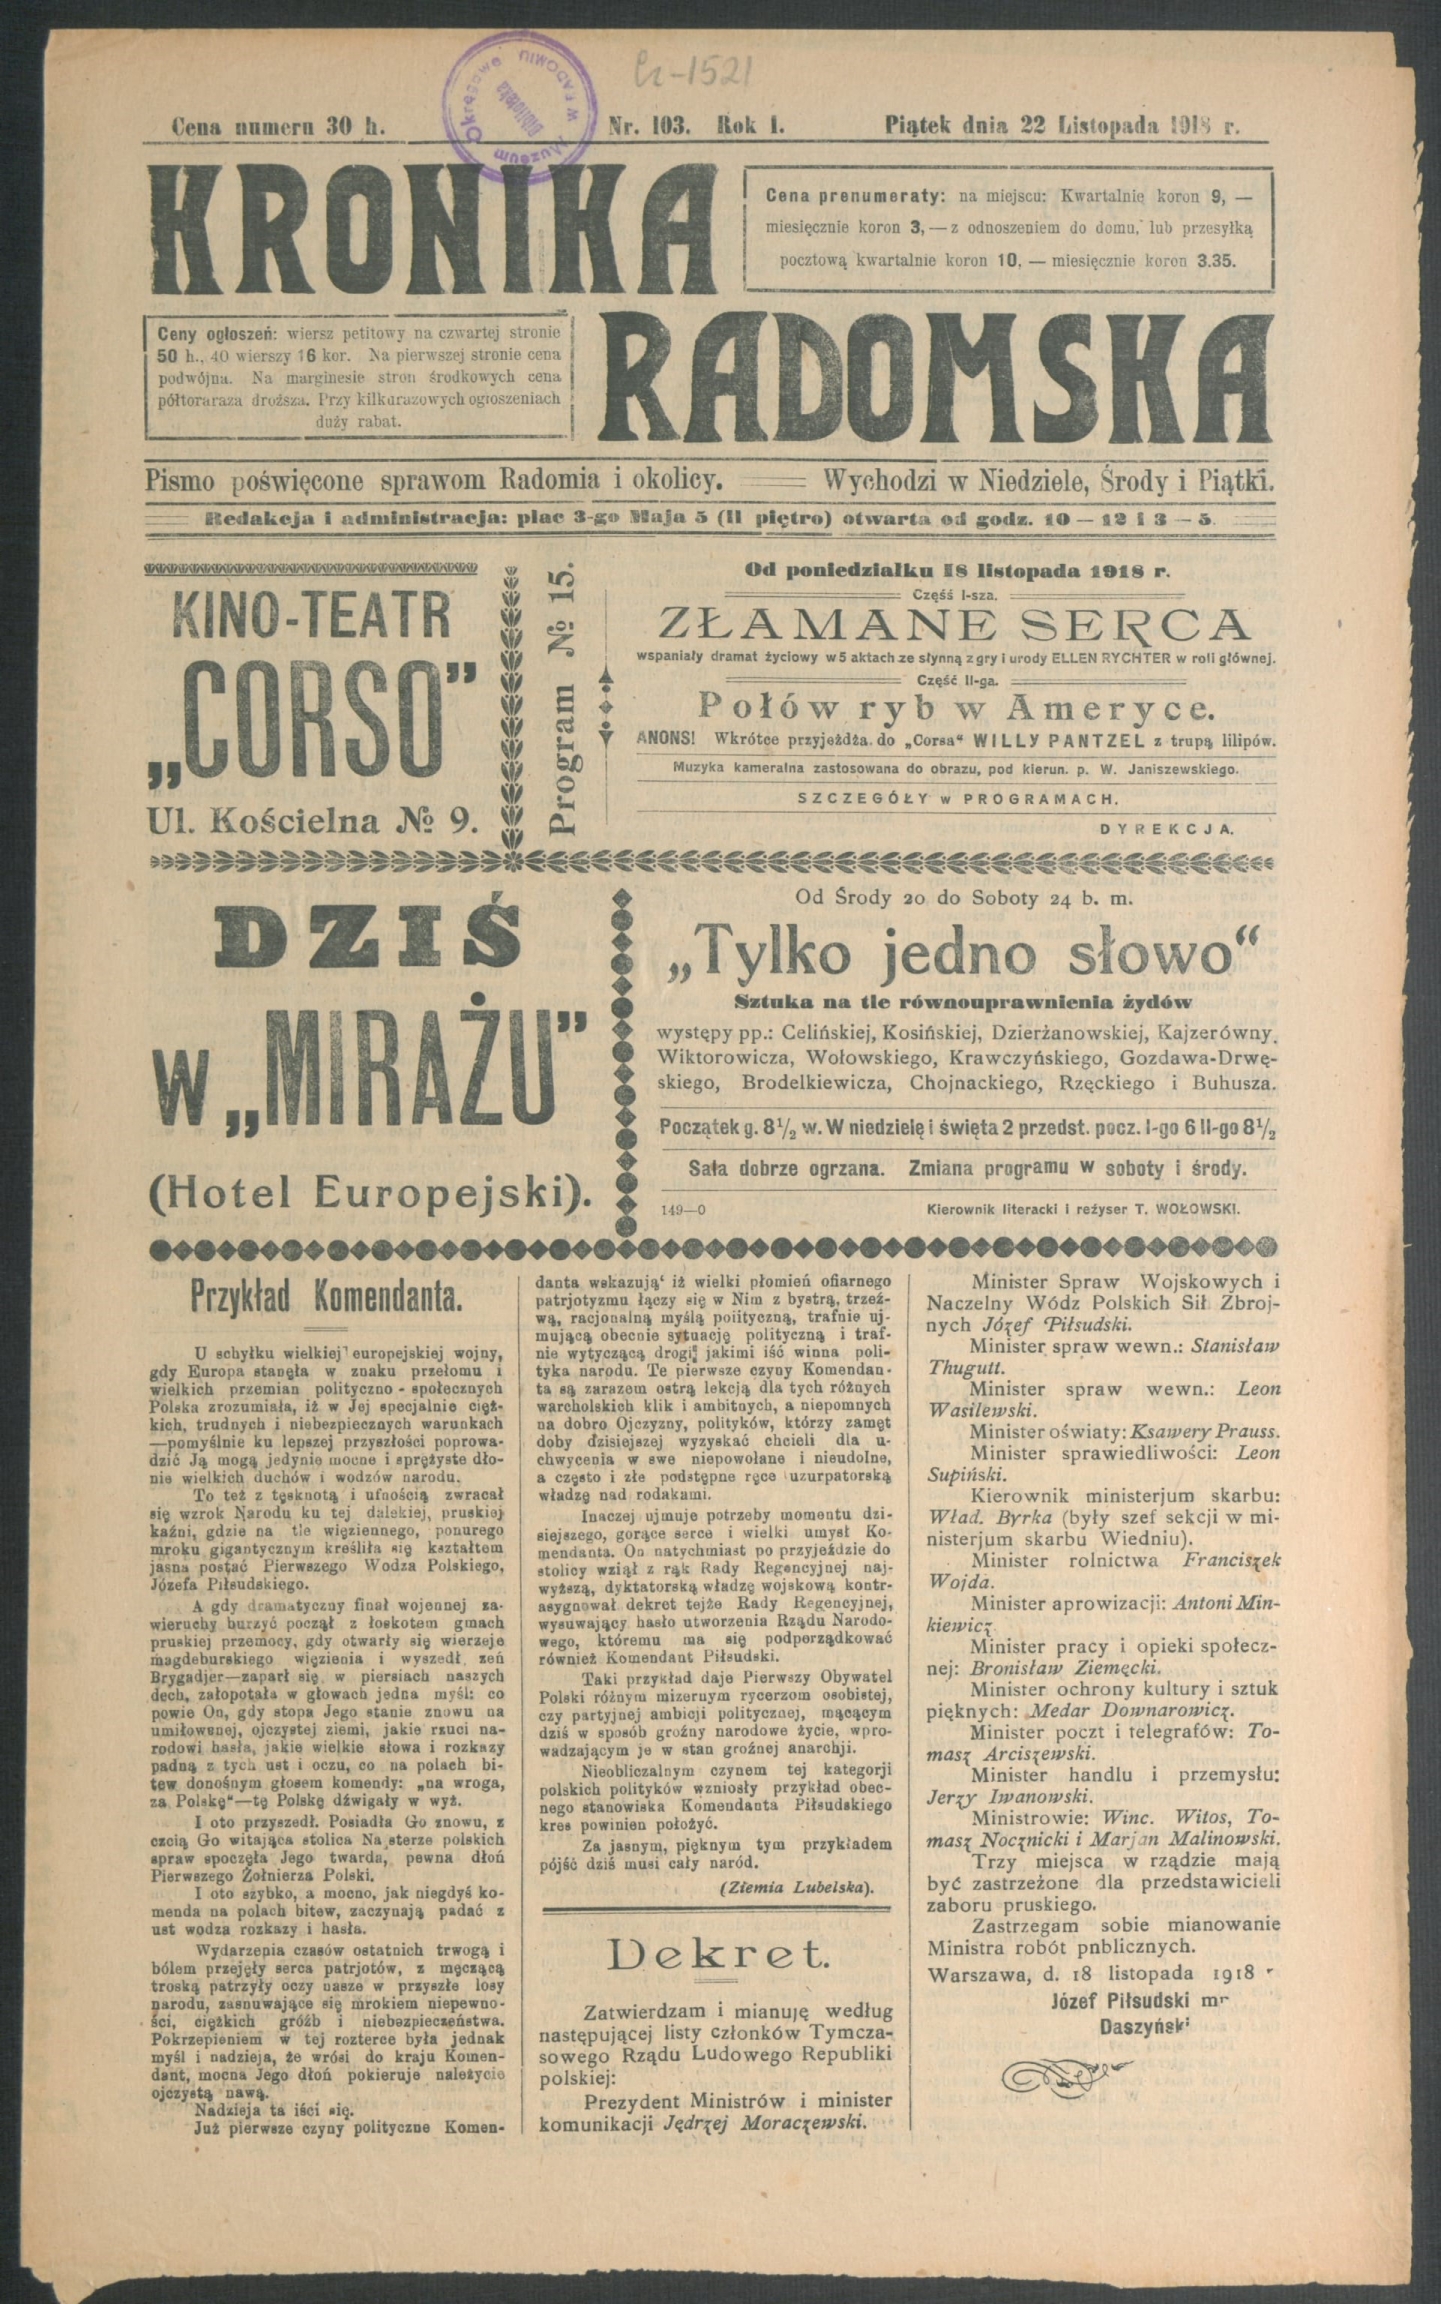 Cz-1521
Muzeum Okręgowe w Radomiu
Biblioteka
Cena numeru 30 h.
Nr. 103. Rok I.
Piątek dnia 22 Listopada 1918 r.
KRONIKA
Cena prenumeraty: na miejscu: Kwartalnie koron 9, —
miesięcznie koron 3, — z odnoszeniem do domu, lub przesyłką
pocztową kwartalnie koron 10, — miesięcznie koron 3.35.
Ceny ogłoszeń: wiersz petitowy na czwartej stronie
50 h., 40 wierszy 16 kor. Na pierwszej stronie cena
podwójna. Na marginesie stron środkowych cena
półtoraraza droższa. Przy kilkurazowych ogłoszeniach
duży rabat.
RADOMSKA
Pismo poświęcone sprawom Radomia i okolicy. Wychodzi w Niedziele, Środy i Piątki.
Redakcja i administracja: plac 3-go Maja 5 (II piętro) otwarta od godz. 10 — 12 i 3 — 5.
KINO-TEATR
„CORSO”
Ul. Kościelna № 9.
Program № 15.
Od poniedziałku 18 listopada 1918 r.
Część I-sza.
ZŁAMANE SERCA
wspaniały dramat życiowy w 5 aktach ze słynną z gry i urody ELLEN RYCHTER w roli głównej.
Część II-ga.
Połów ryb w Ameryce.
ANONS! Wkrótce przyjeżdża do „Corsa“ WILLY PANTZEL z trupą lilipów.
Muzyka kameralna zastosowana do obrazu, pod kierun. p. W. Janiszewskiego.
SZCZEGÓŁY w PROGRAMACH.
DYREKCJA.
DZIŚ
w „MIRAŻU”
(Hotel Europejski).
Od Środy 20 do Soboty 24 b. m.
„Tylko jedno słowo“
Sztuka na tle równouprawnienia żydów
występy pp.: Celińskiej, Kosińskiej, Dzierżanowskiej, Kajzerówny,
Wiktorowicza, Wołowskiego, Krawczyńskiego, Gozdawa-Drwę-
skiego, Brodelkiewicza, Chojnackiego, Rzęckiego i Buhusza.
Początek g. 8½ w. W niedzielę i święta 2 przedst. pocz. I-go 6 II-go 8½
Sala dobrze ogrzana. Zmiana programu w soboty i środy.
149—0
Kierownik literacki i reżyser T. WOŁOWSKI.
Przykład Komendanta.
U schyłku wielkiej europejskiej wojny,
gdy Europa stanęła w znaku przełomu i
wielkich przemian polityczno - społecznych
Polska zrozumiała, iż w Jej specjalnie cięż-
kich, trudnych i niebezpiecznych warunkach
—pomyślnie ku lepszej przyszłości poprowa-
dzić Ją mogą jedynie mocne i sprężyste dło-
nie wielkich duchów i wodzów narodu.
To też z tęsknotą i ufnością zwracał
się wzrok Narodu ku tej dalekiej, pruskiej
kaźni, gdzie na tle więziennego, ponurego
mroku gigantycznym kreśliła się kształtem
jasna postać Pierwszego Wodza Polskiego,
Józefa Piłsudskiego.
A gdy dramatyczny finał wojennej za-
wieruchy burzyć począł z łoskotem gmach
pruskiej przemocy, gdy otwarły się wierzeje
magdeburskiego więzienia i wyszedł zeń
Brygadjer—zaparł się w piersiach naszych
dech, załopotała w głowach jedna myśl: co
powie On, gdy stopa Jego stanie znowu na
umiłowanej, ojczystej ziemi, jakie rzuci na-
rodowi hasła, jakie wielkie słowa i rozkazy
padną z tych ust i oczu, co na polach bi-
tew donośnym głosem komendy: „na wroga,
za Polskę“—tę Polskę dźwigały w wyż.
I oto przyszedł. Posiadła Go znowu, z
czcią Go witająca stolica Na sterze polskich
spraw spoczęła Jego twarda, pewna dłoń
Pierwszego Żołnierza Polski.
I oto szybko, a mocno, jak niegdyś ko-
menda na polach bitew, zaczynają padać z
ust wodza rozkazy i hasła.
Wydarzenia czasów ostatnich trwogą i
bólem przejęły serca patrjotów, z męczącą
troską patrzyły oczy nasze w przyszłe losy
narodu, zasnuwające się mrokiem niepewno-
ści, ciężkich gróźb i niebezpieczeństwa.
Pokrzepieniem w tej rozterce była jednak
myśl i nadzieja, że wrósi do kraju Komen-
dant, mocna Jego dłoń pokieruje należycie
ojczystą nawą.
Nadzieja ta iści się.
Już pierwsze czyny polityczne Komen-
danta wskazują‘ iż wielki płomień ofiarnego
patrjotyzmu łączy się w Nim z bystrą, trzeź-
wą, racjonalną myślą polityczną, trafnie uj-
mującą obecnie sytuację polityczną i traf-
nie wytyczącą drogi, jakimi iść winna poli-
tyka narodu. Te pierwsze czyny Komendan-
ta są zarazem ostrą lekcją dla tych różnych
warcholskich klik i ambitnych, a niepomnych
na dobro Ojczyzny, polityków, którzy zamęt
doby dzisiejszej wyzyskać chcieli dla u-
chwycenia w swe niepowołane i nieudolne,
a często i złe podstępne ręce uzurpatorską
władzę nad rodakami.
Inaczej ujmuje potrzeby momentu dzi-
siejszego, gorące serce i wielki umysł Ko-
mendanta. On natychmiast po przyjeździe do
stolicy wziął z rąk Rady Regencyjnej naj-
wyższą, dyktatorską władzę wojskową kontr-
asygnował dekret tejże Rady Regencyjnej,
wysuwający hasło utworzenia Rządu Narodo-
wego, któremu ma się podporządkować
również Komendant Piłsudski.
Taki przykład daje Pierwszy Obywatel
Polski różnym mizernym rycerzom osobistej,
czy partyjnej ambicji politycznej, mącącym
dziś w sposób groźny narodowe życie, wpro-
wadzającym je w stan groźnej anarchji.
Nieobliczalnym czynem tej kategorji
polskich polityków wzniosły przykład obec-
nego stanowiska Komendanta Piłsudskiego
kres powinien położyć.
Za jasnym, pięknym tym przykładem
pójść dziś musi cały naród.
(Ziemia Lubelska).
Dekret.
Zatwierdzam i mianuję według
następującej listy członków Tymcza-
sowego Rządu Ludowego Republiki
polskiej:
Prezydent Ministrów i minister
komunikacji Jędrzej Moraczewski.
Minister Spraw Wojskowych i
Naczelny Wódz Polskich Sił Zbroj-
nych Józef Piłsudski.
Minister spraw wewn.: Stanisław
Thugutt.
Minister spraw wewn.: Leon
Wasilewski.
Minister oświaty: Ksawery Prauss.
Minister sprawiedliwości: Leon
Supiński.
Kierownik ministerjum skarbu:
Wład. Byrka (były szef sekcji w mi-
nisterjum skarbu Wiedniu).
Minister rolnictwa Franciszek
Wojda.
Minister aprowizacji: Antoni Min-
kiewicz
Minister pracy i opieki społecz-
nej: Bronisław Ziemęcki.
Minister ochrony kultury i sztuk
pięknych: Medar Downarowicz.
Minister poczt i telegrafów: To-
masz Arciszewski.
Minister handlu i przemysłu:
Jerzy Iwanowski.
Ministrowie: Winc. Witos, To-
masz Nocznicki i Marjan Malinowski.
Trzy miejsca w rządzie mają
być zastrzeżone dla przedstawicieli
zaboru pruskiego.
Zastrzegam sobie mianowanie
Ministra robót pnblicznych.
Warszawa, d. 18 listopada 1918 r
Józef Piłsudski mr
Daszyński